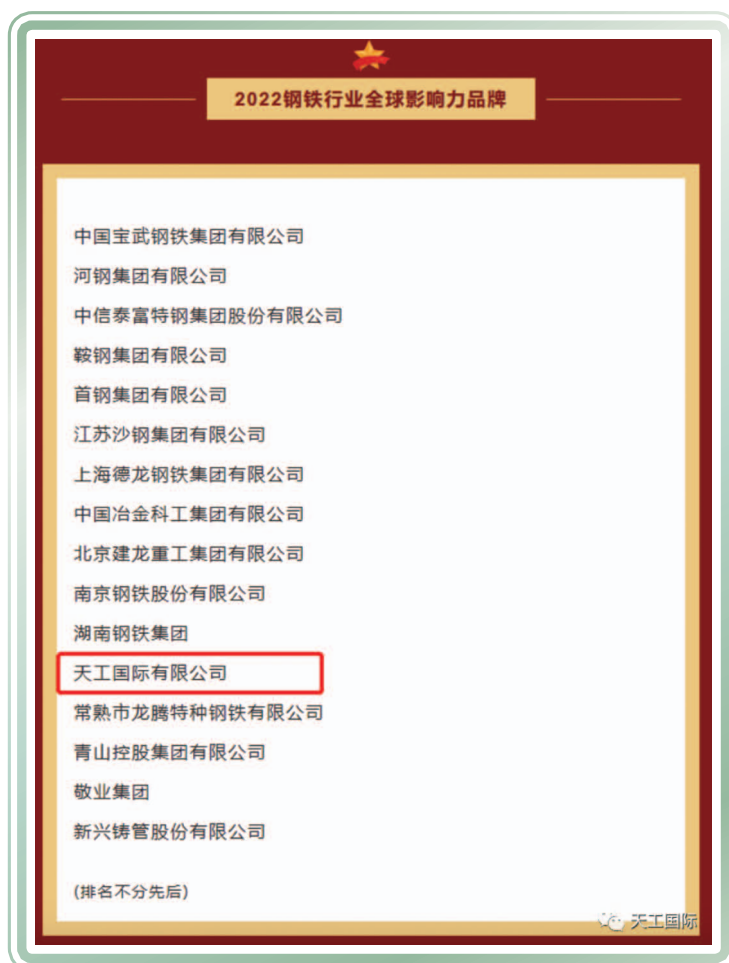 2022钢铁行业全球影响力品牌
中国宝武钢铁集团有限公司
河钢集团有限公司
中信泰富特钢集团股份有限公司
鞍钢集团有限公司
首钢集团有限公司
江苏沙钢集团有限公司
上海德龙钢铁集团有限公司
中国冶金科工集团有限公司
北京建龙重工集团有限公司
南京钢铁股份有限公司
湖南钢铁集团
天工国际有限公司
常熟市龙腾特种钢铁有限公司
青山控股集团有限公司
敬业集团
新兴铸管股份有限公司
(排名不分先后)
天工国际